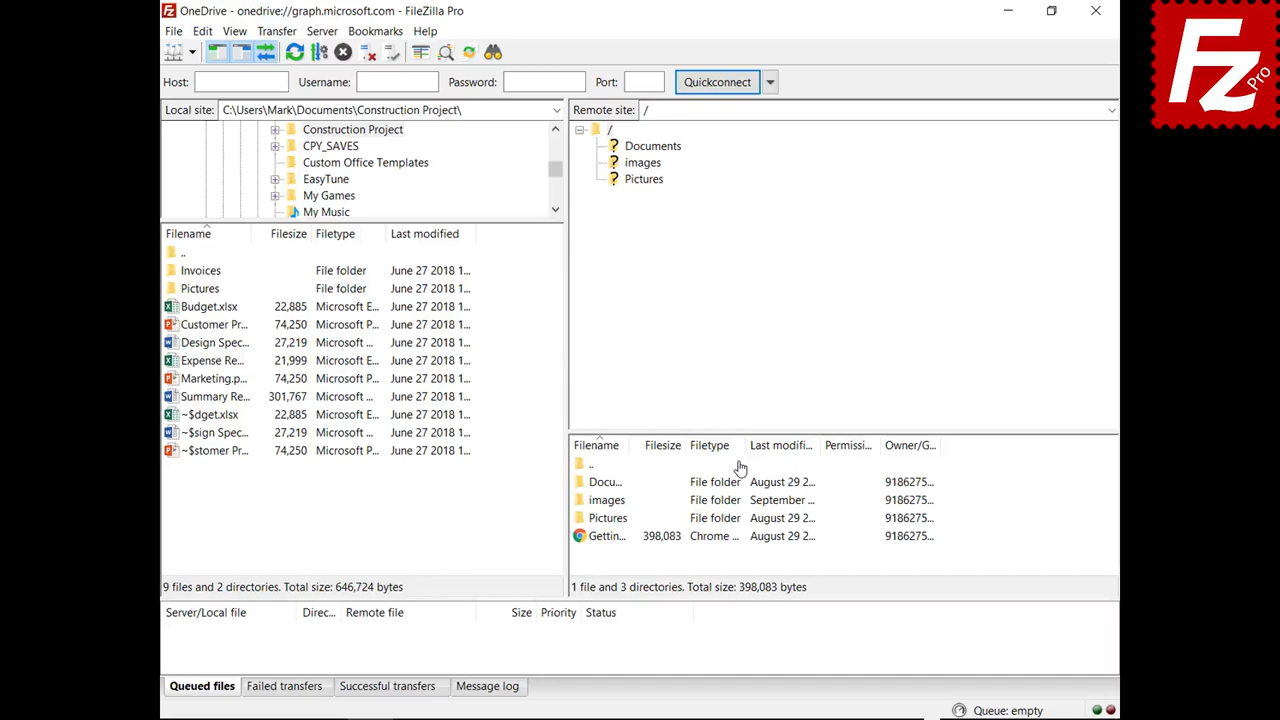 OneDrive - onedrive://graph.microsoft.com - FileZilla Pro
File Edit View Transfer Server Bookmarks Help
Host: Username: Password: Port: Quickconnect
Local site: C:\Users\Mark\Documents\Construction Project\
Construction Project
CPY_SAVES
Custom Office Templates
EasyTune
My Games
My Music
Filename Filesize Filetype Last modified
..
Invoices File folder June 27 2018 1...
Pictures File folder June 27 2018 1...
Budget.xlsx 22,885 Microsoft E... June 27 2018 1...
Customer Pr... 74,250 Microsoft P... June 27 2018 1...
Design Spec... 27,219 Microsoft ... June 27 2018 1...
Expense Re... 21,999 Microsoft E... June 27 2018 1...
Marketing.p... 74,250 Microsoft P... June 27 2018 1...
Summary Re... 301,767 Microsoft ... June 27 2018 1...
~$dget.xlsx 22,885 Microsoft E... June 27 2018 1...
~$sign Spec... 27,219 Microsoft ... June 27 2018 1...
~$stomer Pr... 74,250 Microsoft P... June 27 2018 1...
9 files and 2 directories. Total size: 646,724 bytes
Remote site: /
/
Documents
images
Pictures
Filename Filesize Filetype Last modifi... Permissi... Owner/G...
..
Docu... File folder August 29 2... 9186275...
images File folder September ... 9186275...
Pictures File folder August 29 2... 9186275...
Gettin... 398,083 Chrome ... August 29 2... 9186275...
1 file and 3 directories. Total size: 398,083 bytes
Server/Local file Direc... Remote file Size Priority Status
Queued files Failed transfers Successful transfers Message log
Queue: empty
Fz Pro